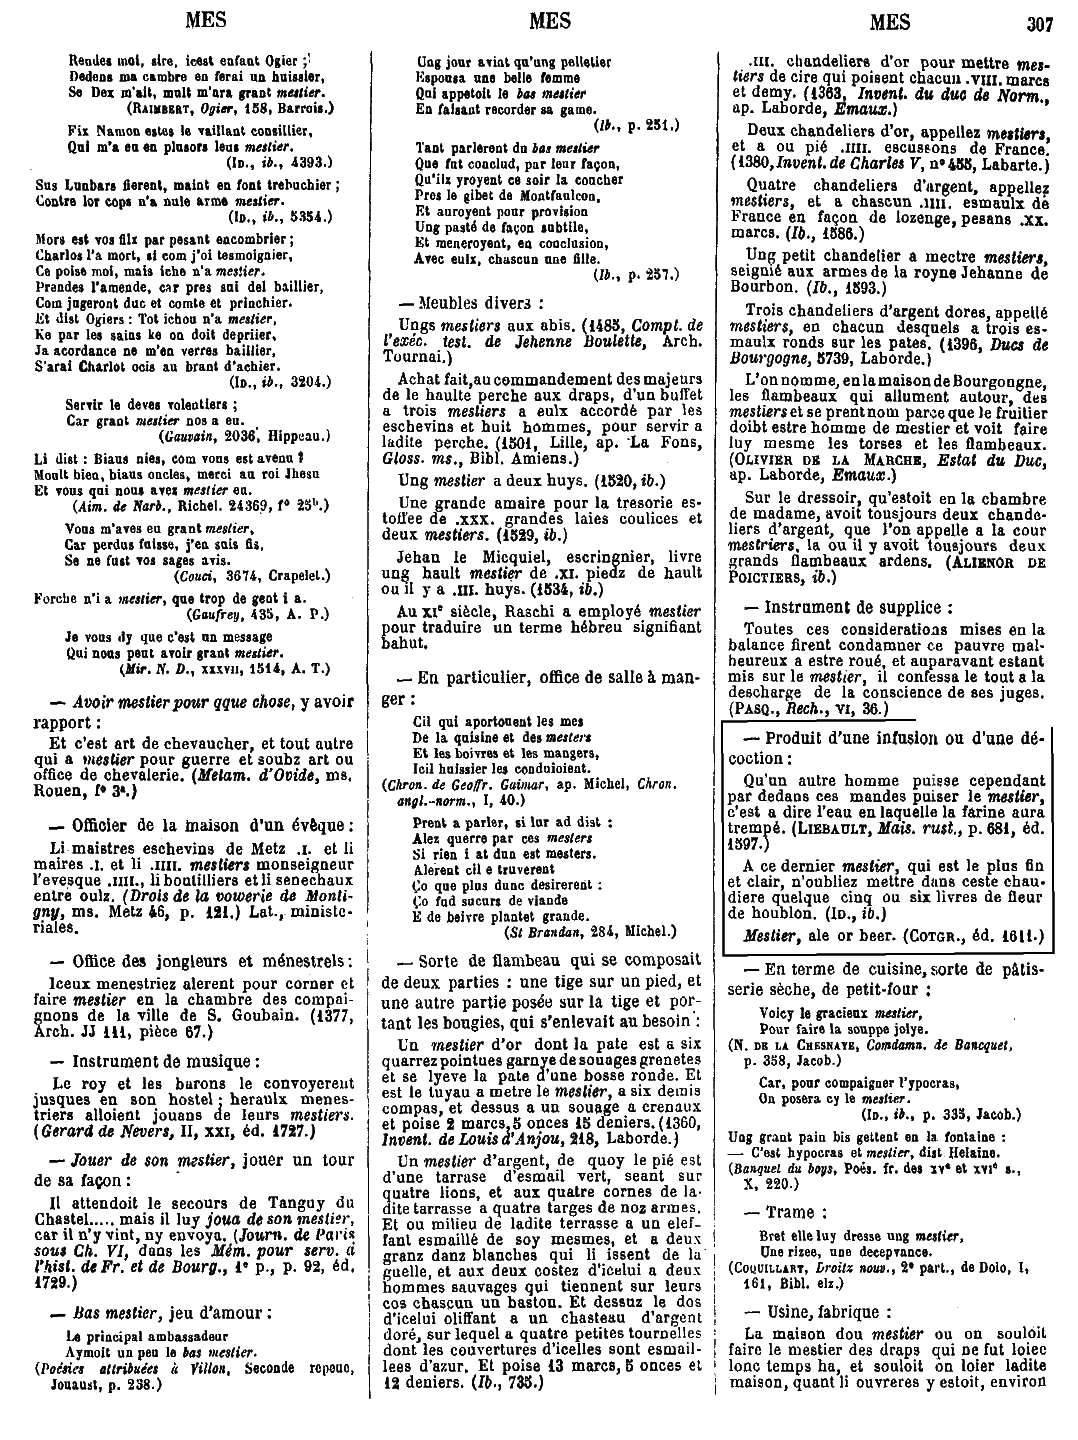 MES
MES
MES
307
Rendes moi, sire, icest enfant Ogier ;
Dedens ma cambre en ferai un huissier,
Se Dex m'aït, mult m'ara grant mestier.
(RAIMBERT, Ogier, 158, Barrois.)
Fix Namon estes le vaillant consillier,
Qui m'a eu en plusors leus mestier.
(ID., ib., 4393.)
Sus Lunbars fierent, maint en font trebuchier ;
Contre lor cops n'a nule arme mestier.
(ID., ib., 5354.)
Mors est vos filz par pesant encombrier ;
Charlos l'a mort, si com j'oi tesmoignier,
Ce poise moi, mais iche n'a mestier.
Prandes l'amende, car pres sui del baillier,
Com jugeront duc et comte et princhier.
Et dist Ogiers : Tot ichou n'a mestier,
Ke par les sains ke on doit depriier,
Ja acordance ne m'en verres baillier,
S'arai Charlot ocis au brant d'achier.
(ID., ib., 3204.)
Servir le deves volentiers ;
Car grant mestier nos a eu.
(Gauvain, 2036, Hippeau.)
Li dist : Biaus nies, com vous est avenu ?
Moult bien, biaus oncles, merci au roi Jhesu
Et vous qui nous avez mestier eu.
(Aim. de Narb., Richel. 24369, fº 25ᵇ.)
Vous m'aves eu grant mestier,
Car perdus fuisse, j'en suis fis,
Se ne fust vos sages avis.
(Couci, 3674, Crapelet.)
Forche n'i a mestier, que trop de gent i a.
(Gaufrey, 435, A. P.)
Je vous dy que c'est un message
Qui nous peut avoir grant mestier.
(Mir. N. D., XXXVII, 1514, A. T.)
— Avoir mestier pour qque chose, y avoir
rapport :
Et c'est art de chevaucher, et tout autre
qui a mestier pour guerre et soubz art ou
office de chevalerie. (Metam. d'Ovide, ms.
Rouen, fº 3ᵃ.)
— Officier de la maison d'un évêque :
Li maistres eschevins de Metz .I. et li
maires .I. et li .IIII. mestiers monseigneur
l'evesque .IIII., li boutilliers et li senechaux
entre oulz. (Drois de la vowerie de Monti-
gny, ms. Metz 46, p. 121.) Lat., ministe-
riales.
— Office des jongleurs et ménestrels :
Iceux menestriez alerent pour corner et
faire mestier en la chambre des compai-
gnons de la ville de S. Goubain. (1377,
Arch. JJ 111, pièce 67.)
— Instrument de musique :
Le roy et les barons le convoyerent
jusques en son hostel ; heraulx menes-
triers alloient jouans de leurs mestiers.
(Gerard de Nevers, II, XXI, éd. 1727.)
— Jouer de son mestier, jouer un tour
de sa façon :
Il attendoit le secours de Tanguy du
Chastel...., mais il luy joua de son mestier,
car il n'y vint, ny envoya. (Journ. de Paris
sous Ch. VI, dans les Mém. pour serv. à
l'hist. de Fr. et de Bourg., 1ᵉ p., p. 92, éd.
1729.)
— Bas mestier, jeu d'amour :
Le principal ambassadeur
Aymoit un peu le bas mestier.
(Poésies attribuées à Villon, Seconde repeue,
Jouaust, p. 238.)
Ung jour avint qu'ung pelletier
Espousa une belle femme
Qui appetoit le bas mestier
En faisant recorder sa game.
(Ib., p. 251.)
Tant parlerent du bas mestier
Que fut conclud, par leur façon,
Qu'ilz yroyent ce soir la coucher
Pres le gibet de Montfaulcon,
Et auroyent pour provision
Ung pasté de façon subtile,
Et meneroyent, en conclusion,
Avec eulx, chascun une fille.
(Ib., p. 257.)
— Meubles divers :
Ungs mestiers aux abis. (1485, Compt. de
l'exéc. test. de Jehenne Boulette, Arch.
Tournai.)
Achat fait, au commandement des majeurs
de le haulte perche aux draps, d'un buffet
a trois mestiers a eulx accordé par les
eschevins et huit hommes, pour servir a
ladite perche. (1501, Lille, ap. La Fons,
Gloss. ms., Bibl. Amiens.)
Ung mestier a deux huys. (1520, ib.)
Une grande amaire pour la tresorie es-
toffee de .XXX. grandes laies coulices et
deux mestiers. (1529, ib.)
Jehan le Micquiel, escringnier, livre
ung hault mestier de .XI. piedz de hault
ou il y a .III. huys. (1534, ib.)
Au XIᵉ siècle, Raschi a employé mestier
pour traduire un terme hébreu signifiant
bahut.
— En particulier, office de salle à man-
ger :
Cil qui aportouent les mes
De la quisine et des mesters
Et les boivres et les mangers,
Icil huissier les conduioient.
(Chron. de Geoffr. Gaimar, ap. Michel, Chron.
angl.-norm., I, 40.)
Prent a parler, si lur ad dist :
Alez querre par ces mesters
Si rien i at dun est mesters.
Alerent cil e truverent
Ço que plus dunc desirerent :
Ço fud sucurs de viande
E de beivre plantet grande.
(St Brandan, 284, Michel.)
— Sorte de flambeau qui se composait
de deux parties : une tige sur un pied, et
une autre partie posée sur la tige et por-
tant les bougies, qui s'enlevait au besoin :
Un mestier d'or dont la pate est a six
quarrez pointues garnye de souages grenetes
et se lyeve la pate d'une bosse ronde. Et
est le tuyau a metre le mestier, a six demis
compas, et dessus a un souage a crenaux
et poise 2 marcs, 5 onces 15 deniers. (1360,
Invent. de Louis d'Anjou, 218, Laborde.)
Un mestier d'argent, de quoy le pié est
d'une tarrase d'esmail vert, seant sur
quatre lions, et aux quatre cornes de la-
dite tarrasse a quatre targes de noz armes.
Et ou milieu de ladite terrasse a un elef-
fant esmaillé de soy mesmes, et a deux
granz danz blanches qui li issent de la
guelle, et aux deux costez d'icelui a deux
hommes sauvages qui tiennent sur leurs
cos chascun un baston. Et dessuz le dos
d'icelui oliffant a un chasteau d'argent
doré, sur lequel a quatre petites tournelles
dont les couvertures d'icelles sont esmail-
lees d'azur. Et poise 13 marcs, 5 onces et
12 deniers. (Ib., 735.)
.III. chandeliers d'or pour mettre mes-
tiers de cire qui poisent chacun .VIII. marcs
et demy. (1363, Invent. du duc de Norm.,
ap. Laborde, Emaux.)
Deux chandeliers d'or, appellez mestiers,
et a ou pié .IIII. escussons de France.
(1380, Invent. de Charles V, nº 455, Labarte.)
Quatre chandeliers d'argent, appellez
mestiers, et a chascun .IIII. esmaulx de
France en façon de lozenge, pesans .XX.
marcs. (Ib., 1586.)
Ung petit chandelier a mectre mestiers,
seignié aux armes de la royne Jehanne de
Bourbon. (Ib., 1593.)
Trois chandeliers d'argent dores, appellé
mestiers, en chacun desquels a trois es-
maulx ronds sur les pates. (1396, Ducs de
Bourgogne, 5739, Laborde.)
L'on nomme, en la maison de Bourgongne,
les flambeaux qui allument autour, des
mestiers et se prent nom parce que le fruitier
doibt estre homme de mestier et voit faire
luy mesme les torses et les flambeaux.
(OLIVIER DE LA MARCHE, Estat du Duc,
ap. Laborde, Emaux.)
Sur le dressoir, qu'estoit en la chambre
de madame, avoit tousjours deux chande-
liers d'argent, que l'on appelle a la cour
mestriers, la ou il y avoit tousjours deux
grands flambeaux ardens. (ALIENOR DE
POICTIERS, ib.)
— Instrument de supplice :
Toutes ces considerations mises en la
balance firent condamner ce pauvre mal-
heureux a estre roué, et auparavant estant
mis sur le mestier, il confessa le tout a la
descharge de la conscience de ses juges.
(PASQ., Rech., VI, 36.)
— Produit d'une infusion ou d'une dé-
coction :
Qu'un autre homme puisse cependant
par dedans ces mandes puiser le mestier,
c'est a dire l'eau en laquelle la farine aura
trempé. (LIEBAULT, Mais. rust., p. 681, éd.
1597.)
A ce dernier mestier, qui est le plus fin
et clair, n'oubliez mettre dans ceste chau-
diere quelque cinq ou six livres de fleur
de houblon. (ID., ib.)
Mestier, ale or beer. (COTGR., éd. 1611.)
— En terme de cuisine, sorte de pâtis-
serie sèche, de petit-four :
Voicy le gracieux mestier,
Pour faire la souppe jolye.
(N. DE LA CHESNAYE, Comdamn. de Bancquet,
p. 358, Jacob.)
Car, pour compaigner l'ypocras,
On posera cy le mestier.
(ID., ib., p. 335, Jacob.)
Ung grant pain bis gettent en la fontaine :
— C'est hypocras et mestier, dist Helaine.
(Banquet du boys, Poés. fr. des XVᵉ et XVIᵉ s.,
X, 220.)
— Trame :
Bret elle luy dresse ung mestier,
Une rizee, une decepvance.
(COQUILLART, Droitz nouv., 2ᵉ part., de Dolo, I,
161, Bibl. elz.)
— Usine, fabrique :
La maison dou mestier ou on souloit
faire le mestier des draps qui ne fut loiee
lonc temps ha, et souloit on loier ladite
maison, quant li ouvreres y estoit, environ